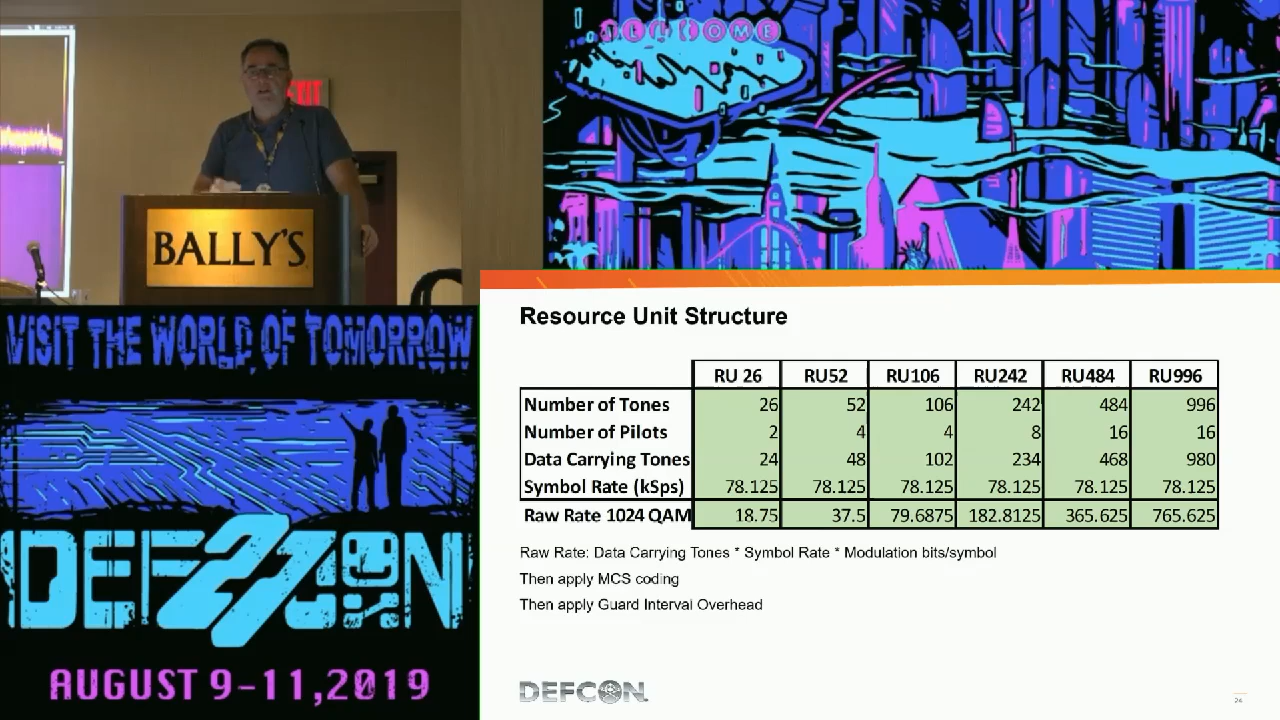 WELCOME
EXIT
BALLY'S
VISIT THE WORLD OF TOMORROW
DEFCON 27
AUGUST 9-11,2019
Resource Unit Structure
RU 26 RU52 RU106 RU242 RU484 RU996
Number of Tones 26 52 106 242 484 996
Number of Pilots 2 4 4 8 16 16
Data Carrying Tones 24 48 102 234 468 980
Symbol Rate (kSps) 78.125 78.125 78.125 78.125 78.125 78.125
Raw Rate 1024 QAM 18.75 37.5 79.6875 182.8125 365.625 765.625
Raw Rate: Data Carrying Tones * Symbol Rate * Modulation bits/symbol
Then apply MCS coding
Then apply Guard Interval Overhead
DEFCON